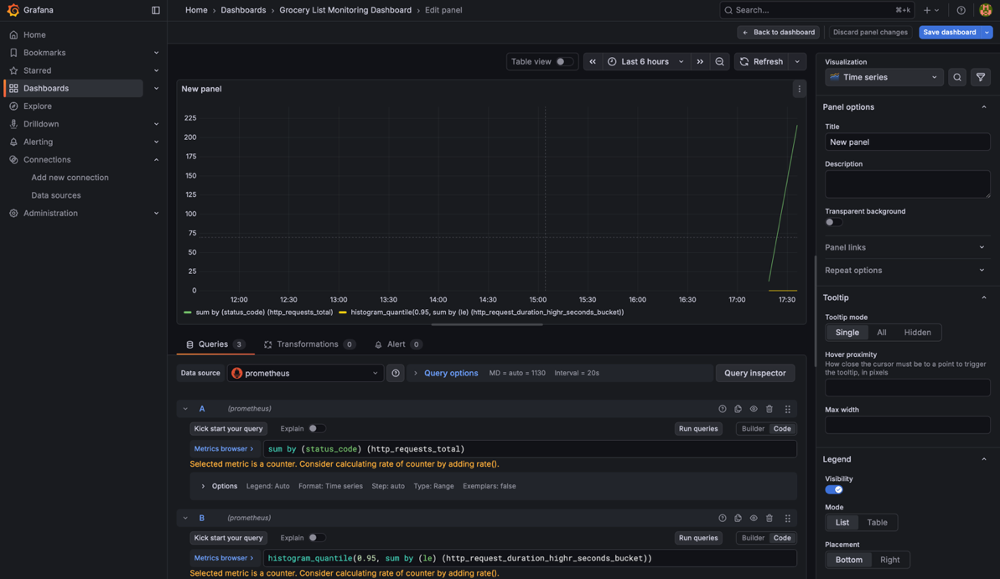 Grafana
Home › Dashboards › Grocery List Monitoring Dashboard › Edit panel
Search...
⌘+k
Back to dashboard
Discard panel changes
Save dashboard
Home
Bookmarks
Starred
Dashboards
Explore
Drilldown
Alerting
Connections
Add new connection
Data sources
Administration
Table view
Last 6 hours
Refresh
New panel
225
200
175
150
125
100
75
50
25
0
12:00 12:30 13:00 13:30 14:00 14:30 15:00 15:30 16:00 16:30 17:00 17:30
sum by (status_code) (http_requests_total) histogram_quantile(0.95, sum by (le) (http_request_duration_highr_seconds_bucket))
Queries 3 Transformations 0 Alert 0
Data source prometheus Query options MD = auto = 1130 Interval = 20s Query inspector
A (prometheus)
Kick start your query Explain Run queries Builder Code
Metrics browser › sum by (status_code) (http_requests_total)
Selected metric is a counter. Consider calculating rate of counter by adding rate().
Options Legend: Auto Format: Time series Step: auto Type: Range Exemplars: false
B (prometheus)
Kick start your query Explain Run queries Builder Code
Metrics browser › histogram_quantile(0.95, sum by (le) (http_request_duration_highr_seconds_bucket))
Selected metric is a counter. Consider calculating rate of counter by adding rate().
Visualization
Time series
Panel options
Title
New panel
Description
Transparent background
Panel links
Repeat options
Tooltip
Tooltip mode
Single All Hidden
Hover proximity
How close the cursor must be to a point to trigger
the tooltip, in pixels
Max width
Legend
Visibility
Mode
List Table
Placement
Bottom Right